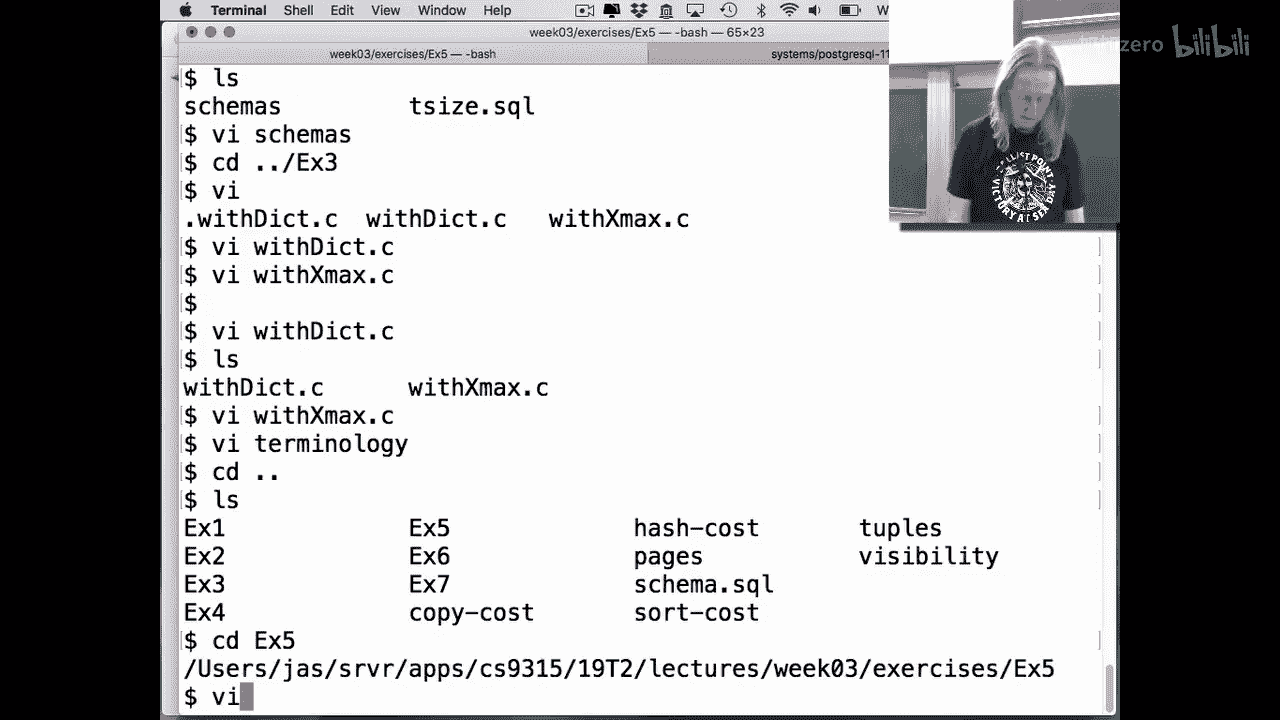 Terminal Shell Edit View Window Help
week03/exercises/Ex5 — -bash — 65×23
week03/exercises/Ex5 — -bash
systems/postgresql-11
zero bilibili
$ ls
schemas tsize.sql
$ vi schemas
$ cd ../Ex3
$ vi
.withDict.c withDict.c withXmax.c
$ vi withDict.c
$ vi withXmax.c
$
$ vi withDict.c
$ ls
withDict.c withXmax.c
$ vi withXmax.c
$ vi terminology
$ cd ..
$ ls
Ex1 Ex5 hash-cost tuples
Ex2 Ex6 pages visibility
Ex3 Ex7 schema.sql
Ex4 copy-cost sort-cost
$ cd Ex5
/Users/jas/srvr/apps/cs9315/19T2/lectures/week03/exercises/Ex5
$ vi
VICTORY AT SEA